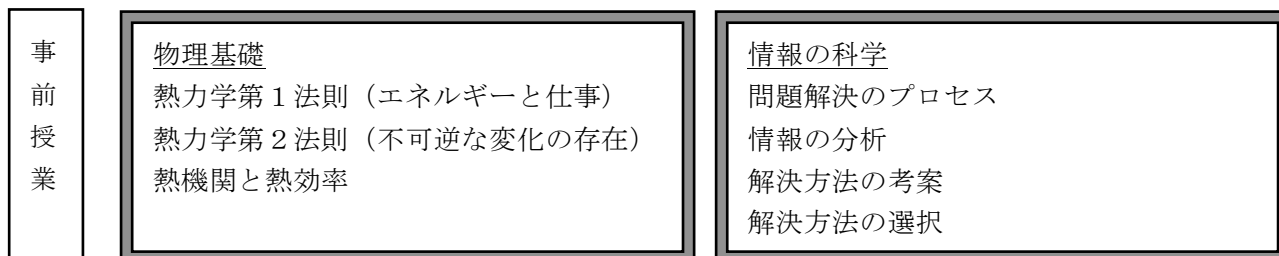 事前授業
物理基礎
熱力学第１法則（エネルギーと仕事）
熱力学第２法則（不可逆な変化の存在）
熱機関と熱効率
情報の科学
問題解決のプロセス
情報の分析
解決方法の考案
解決方法の選択